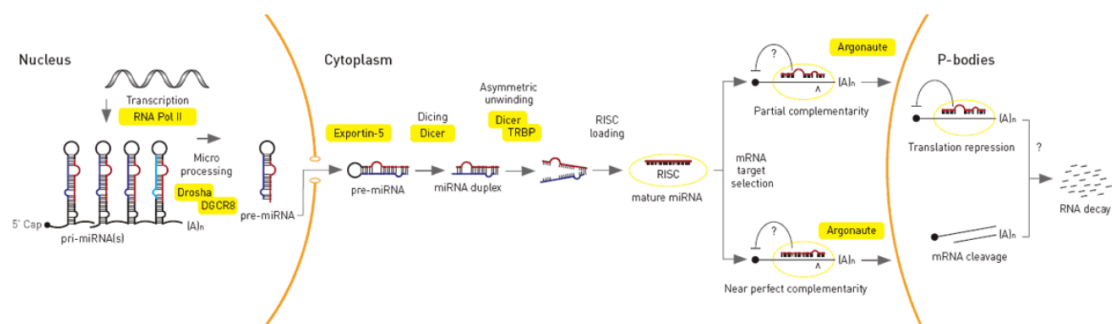 Nucleus
Transcription
RNA Pol II
Micro
processing
Drosha
DGCR8
5' Cap
(A)n
pri-miRNA(s)
pre-miRNA
Cytoplasm
Exportin-5
pre-miRNA
Dicing
Dicer
miRNA duplex
Asymmetric
unwinding
Dicer
TRBP
RISC
loading
RISC
mature miRNA
mRNA
target
selection
?
(A)n
^
Partial complementarity
Argonaute
?
(A)n
^
Near perfect complementarity
Argonaute
P-bodies
(A)n
Translation repression
?
(A)n
mRNA cleavage
RNA decay